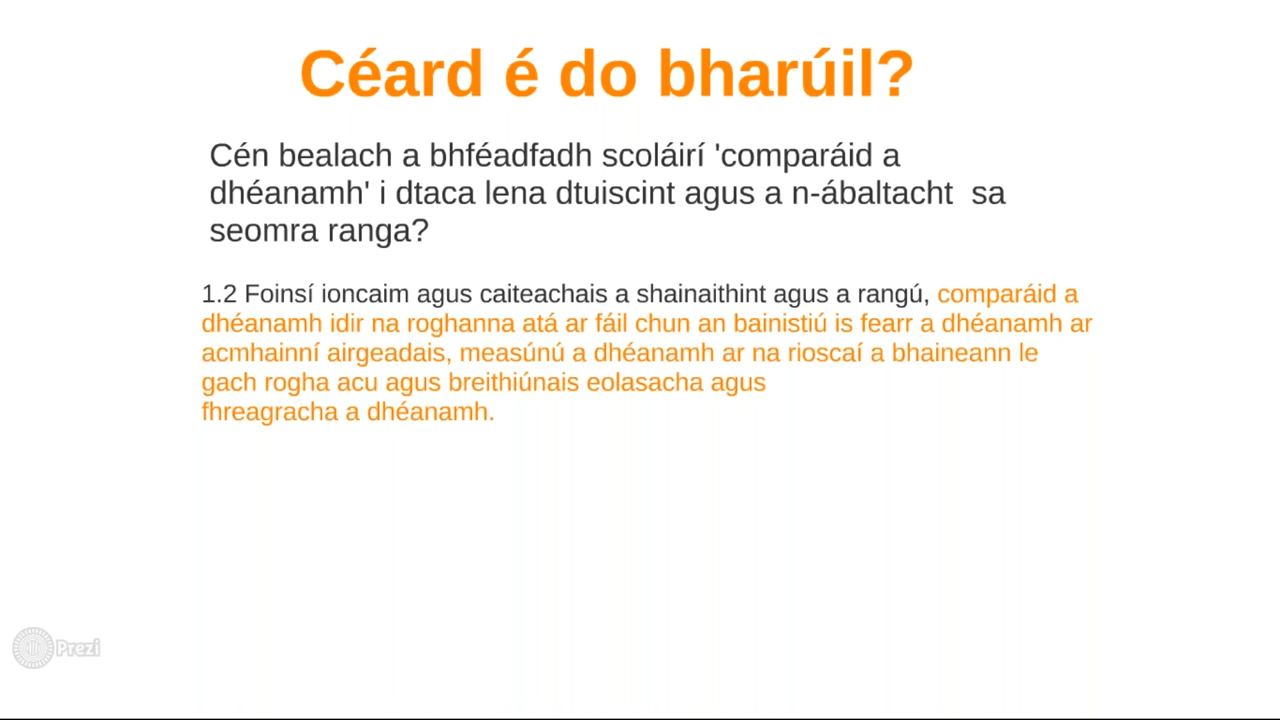 Céard é do bharúil?
Cén bealach a bhféadfadh scoláirí 'comparáid a
dhéanamh' i dtaca lena dtuiscint agus a n-ábaltacht  sa
seomra ranga?
1.2 Foinsí ioncaim agus caiteachais a shainaithint agus a rangú, comparáid a
dhéanamh idir na roghanna atá ar fáil chun an bainistiú is fearr a dhéanamh ar
acmhainní airgeadais, measúnú a dhéanamh ar na rioscaí a bhaineann le
gach rogha acu agus breithiúnais eolasacha agus
fhreagracha a dhéanamh.
Prezi